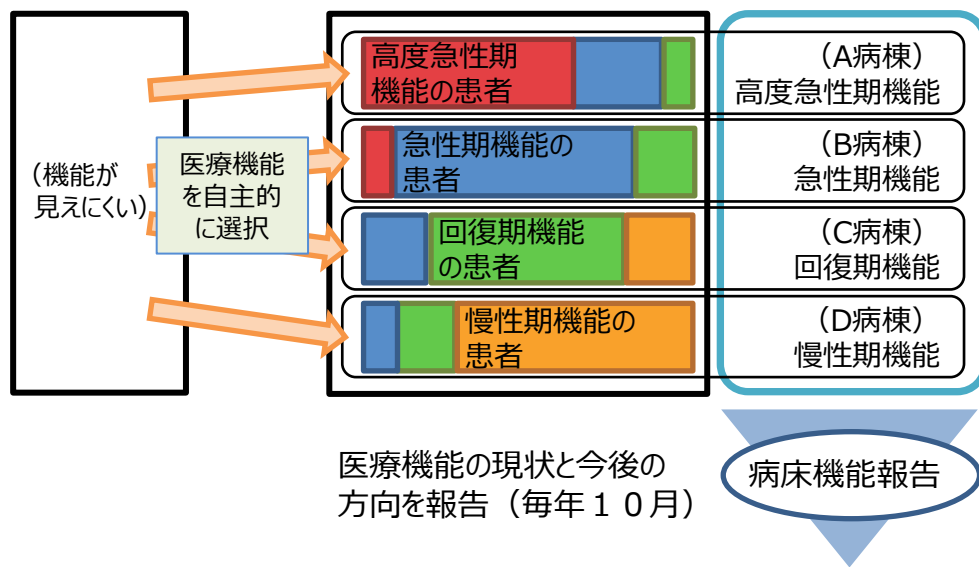 (機能が
見えにくい)
医療機能
を自主的
に選択
高度急性期
機能の患者
(A病棟)
高度急性期機能
急性期機能の
患者
(B病棟)
急性期機能
回復期機能
の患者
(C病棟)
回復期機能
慢性期機能の
患者
(D病棟)
慢性期機能
医療機能の現状と今後の
方向を報告(毎年10月)
病床機能報告